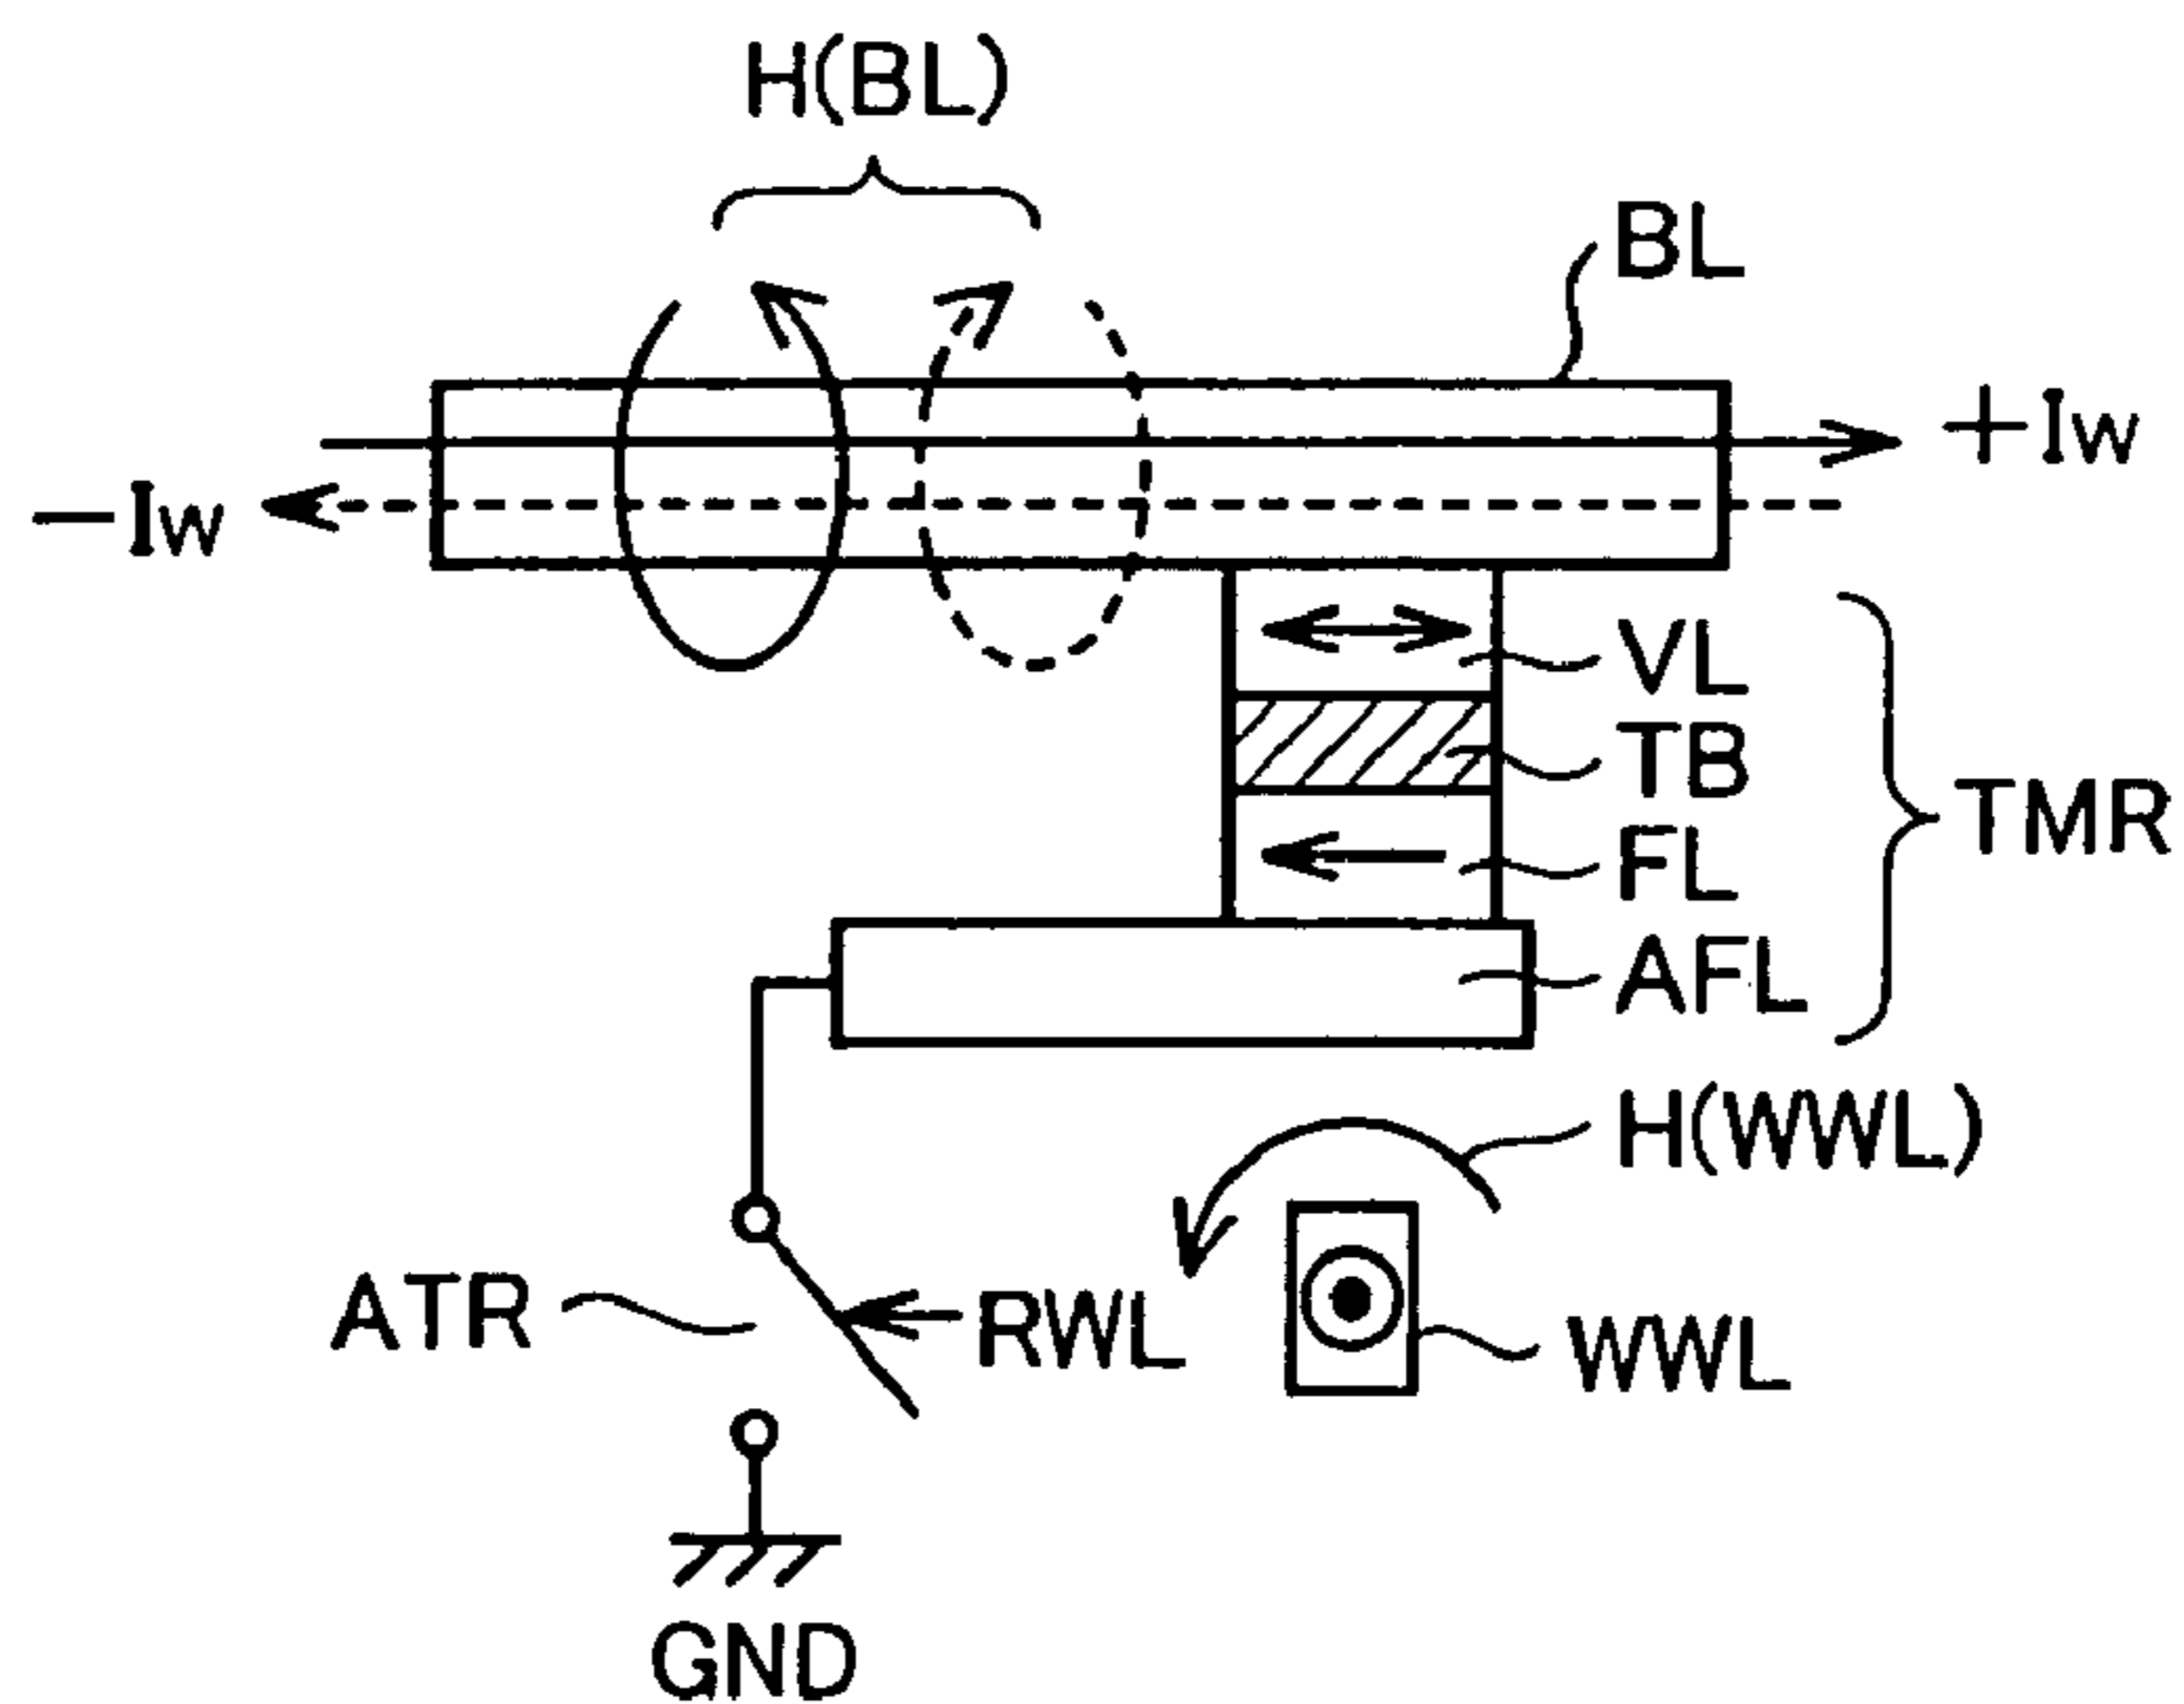 H(BL)
BL
+Iw
−Iw
VL
TB
TMR
FL
AFL
H(WWL)
ATR
RWL
WWL
GND